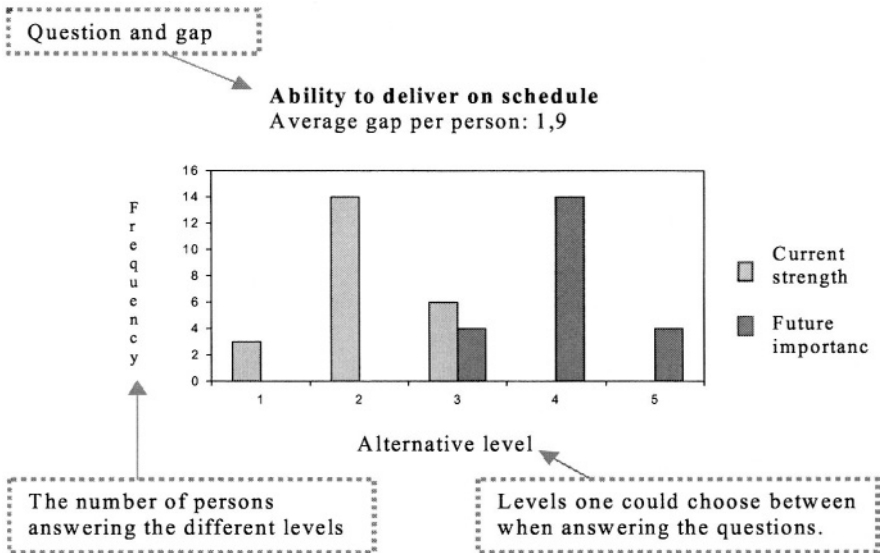 Question and gap
Ability to deliver on schedule
Average gap per person: 1,9
16
14
12
10
8
6
4
2
0
Frequency
1 2 3 4 5
Alternative level
Current
strength
Future
importanc
The number of persons
answering the different levels
Levels one could choose between
when answering the questions.